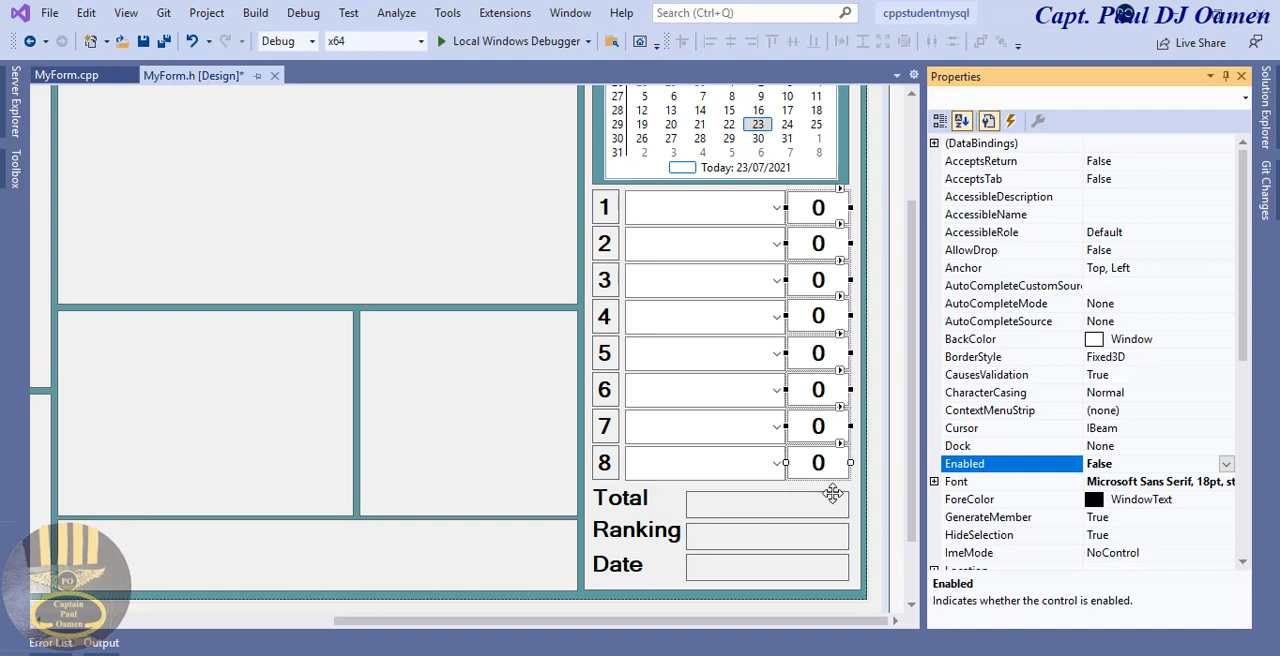 File Edit View Git Project Build Debug Test Analyze Tools Extensions Window Help Search (Ctrl+Q) cppstudentmysql
Capt. Paul DJ Oamen
Debug x64 Local Windows Debugger Live Share
MyForm.cpp MyForm.h [Design]*
Server Explorer
Toolbox
Solution Explorer
Git Changes
27 5 6 7 8 9 10 11
28 12 13 14 15 16 17 18
29 19 20 21 22 23 24 25
30 26 27 28 29 30 31 1
31 2 3 4 5 6 7 8
Today: 23/07/2021
1 0
2 0
3 0
4 0
5 0
6 0
7 0
8 0
Total
Ranking
Date
Properties
(DataBindings)
AcceptsReturn False
AcceptsTab False
AccessibleDescription
AccessibleName
AccessibleRole Default
AllowDrop False
Anchor Top, Left
AutoCompleteCustomSourc
AutoCompleteMode None
AutoCompleteSource None
BackColor Window
BorderStyle Fixed3D
CausesValidation True
CharacterCasing Normal
ContextMenuStrip (none)
Cursor IBeam
Dock None
Enabled False
Font Microsoft Sans Serif, 18pt, st
ForeColor WindowText
GenerateMember True
HideSelection True
ImeMode NoControl
Enabled
Indicates whether the control is enabled.
PO
Captain
Paul
Oamen
Error List Output